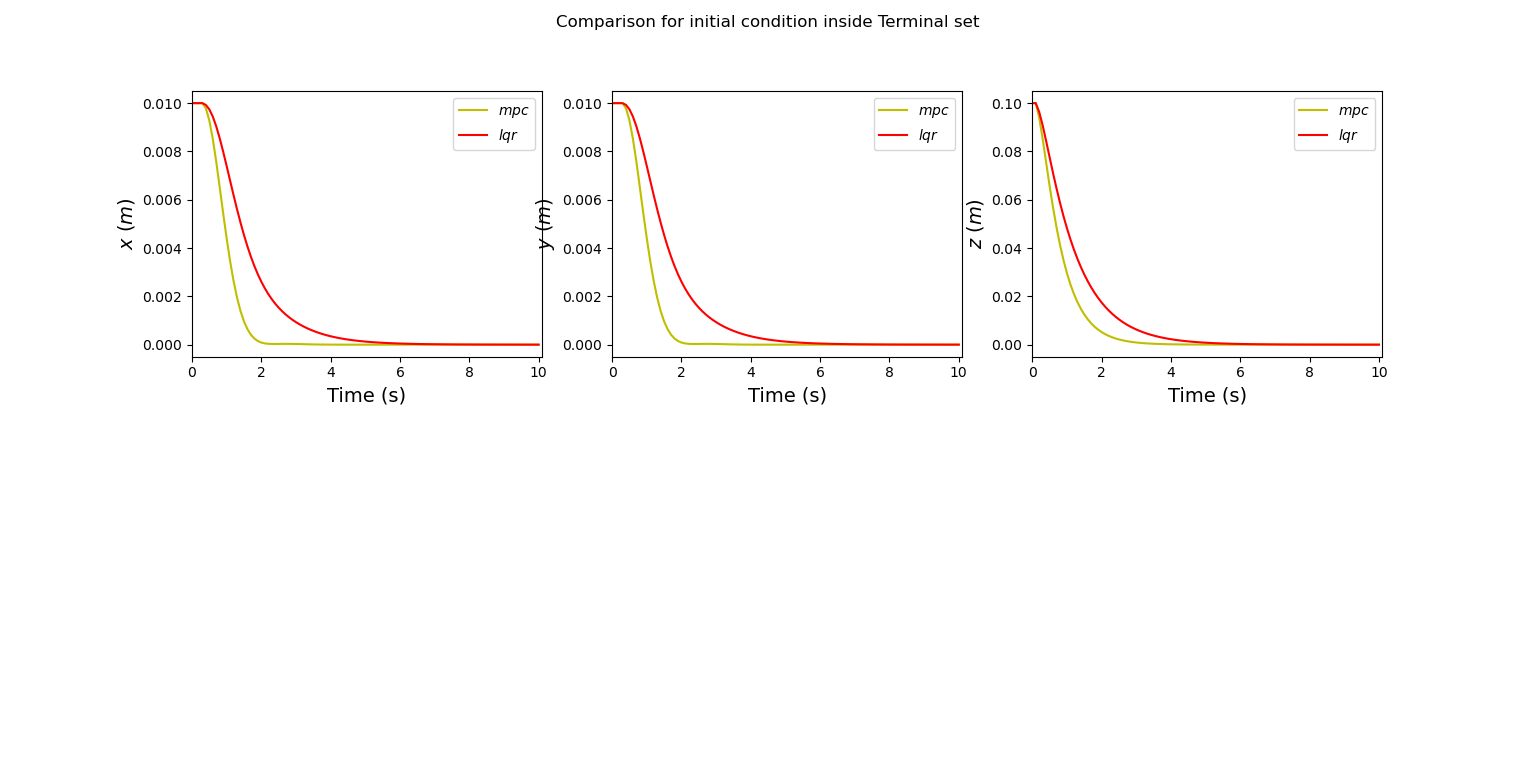 Comparison for initial condition inside Terminal set
0.010
0.008
0.006
0.004
0.002
0.000
x (m)
0 2 4 6 8 10
Time (s)
mpc
lqr
0.010
0.008
0.006
0.004
0.002
0.000
y (m)
0 2 4 6 8 10
Time (s)
mpc
lqr
0.10
0.08
0.06
0.04
0.02
0.00
z (m)
0 2 4 6 8 10
Time (s)
mpc
lqr